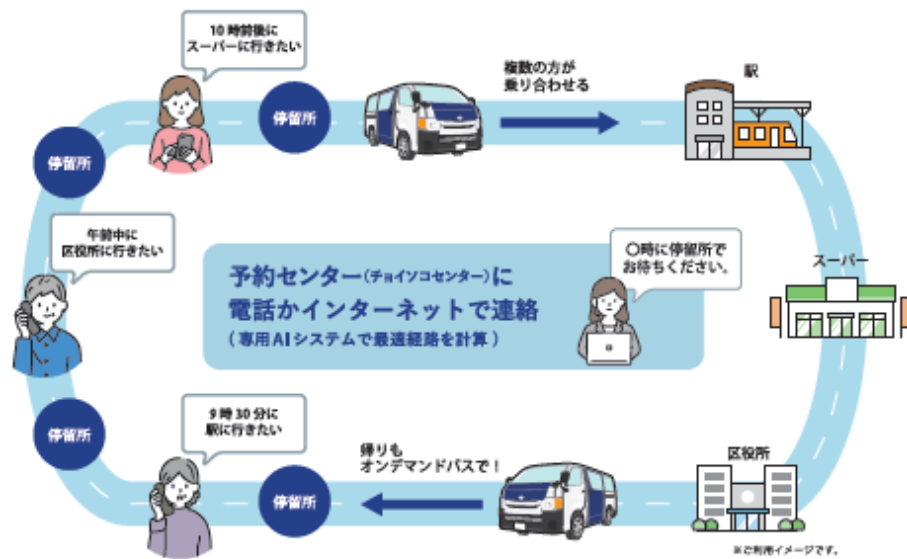 10時前後に
スーパーに行きたい
停留所
複数の方が
乗り合わせる
駅
停留所
午前中に
区役所に行きたい
予約センター(チョイソコセンター)に
電話かインターネットで連絡
(専用AIシステムで最適経路を計算)
〇時に停留所で
お待ちください。
スーパー
停留所
9時30分に
駅に行きたい
停留所
帰りも
オンデマンドバスで！
区役所
※ご利用イメージです。